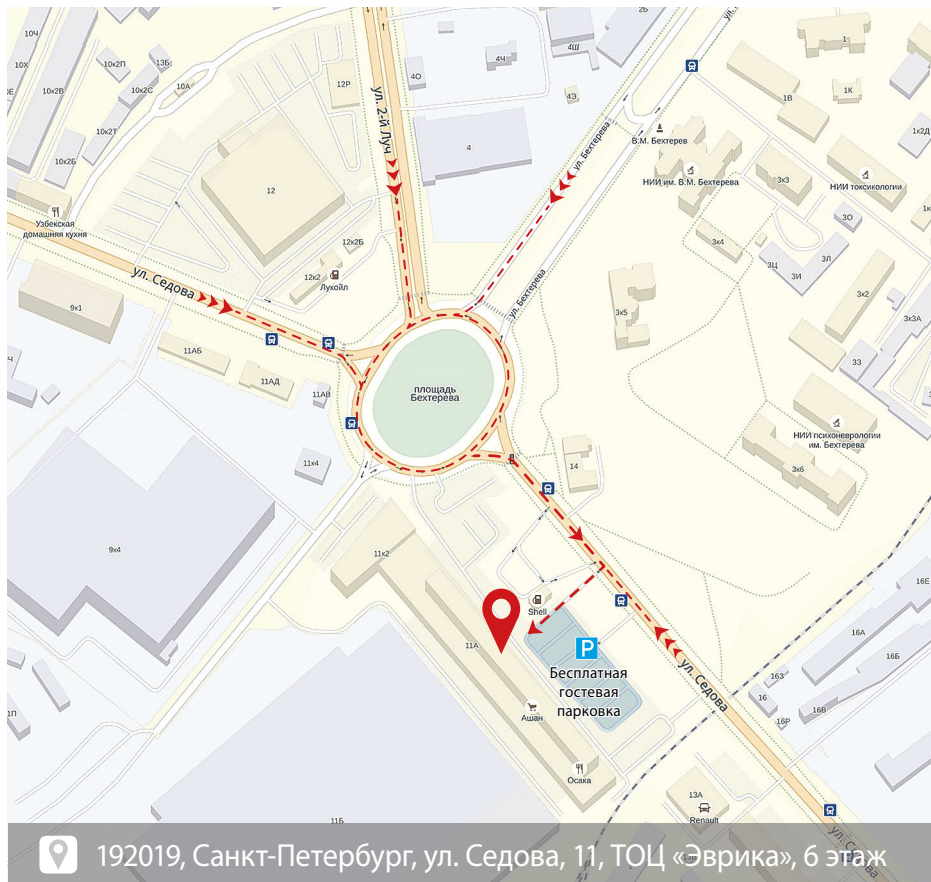 10Ч
10Х
10к2В
10к2П
13Б
10к2С
10А
10к2Т
10к2Б
Узбекская
домашняя кухня
12
12Р
ул. 2-й Луч
4О
4Ч
4Щ
2Б
4Э
4
ул. Бехтерева
ул. Бехтерева
В.М. Бехтерев
НИИ им. В.М. Бехтерева
1
1К
1В
1к2Д
НИИ токсикологии
3к3
3О
3к4
3Ц
3И
3Л
3к2
3к3А
33
3к5
12к2Б
12к2
Лукойл
ул. Седова
9к1
11АБ
11АД
11АВ
площадь
Бехтерева
НИИ психоневрологии
им. Бехтерева
3к6
14
11к4
9к4
11к2
11А
Shell
P
Бесплатная
гостевая
парковка
Ашан
Осака
ул. Седова
16Е
16А
16Б
16З
16
16В
16Р
13А
Renault
1П
11Б
ул. Седова
192019, Санкт-Петербург, ул. Седова, 11, ТОЦ «Эврика», 6 этаж